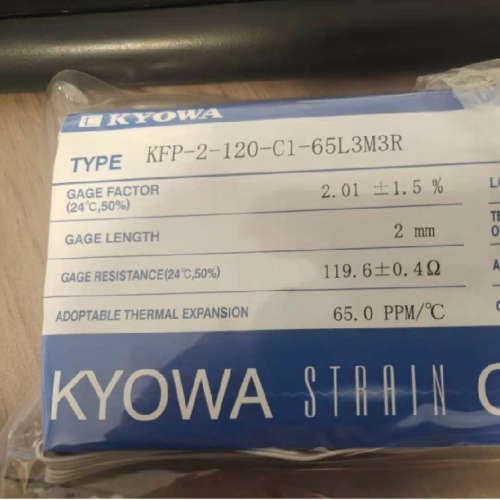 KYOWA
TYPE KFP-2-120-C1-65L3M3R
GAGE FACTOR 2.01 ±1.5 %
(24℃,50%)
GAGE LENGTH 2 mm
GAGE RESISTANCE(24℃,50%) 119.6±0.4Ω
ADOPTABLE THERMAL EXPANSION 65.0 PPM/℃
KYOWA STRAIN